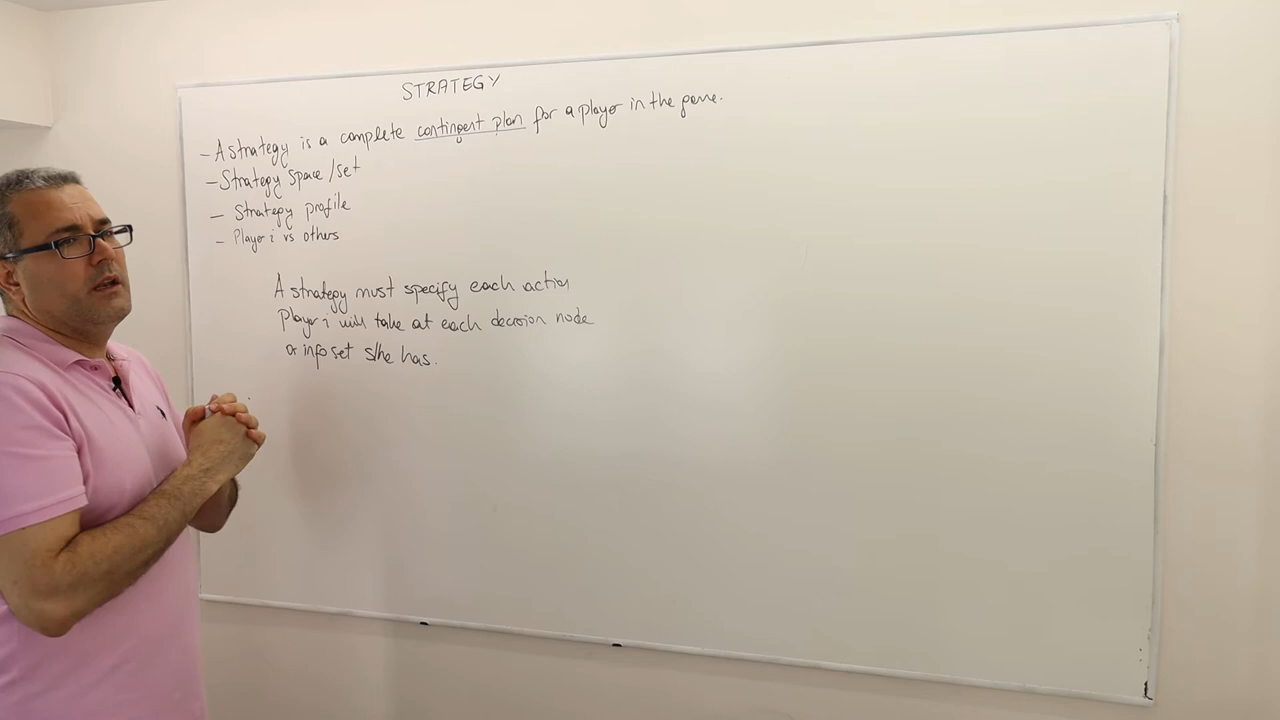 STRATEGY
- A strategy is a complete contingent plan for a player in the game.
- Strategy Space/set
- Strategy profile
- Player i vs others
A strategy must specify each action
Player i will take at each decision node
or info set s/he has.